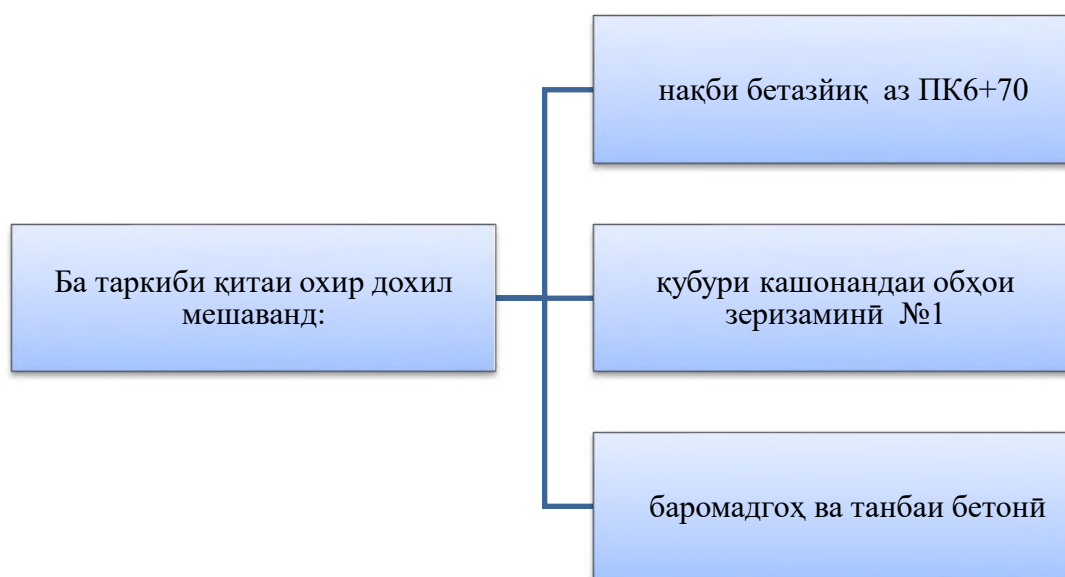 Ба таркиби қитаи охир дохил
мешаванд:
нақби бетазйиқ аз ПК6+70
қубури кашонандаи обҳои
зеризаминӣ №1
баромадгоҳ ва танбаи бетонӣ